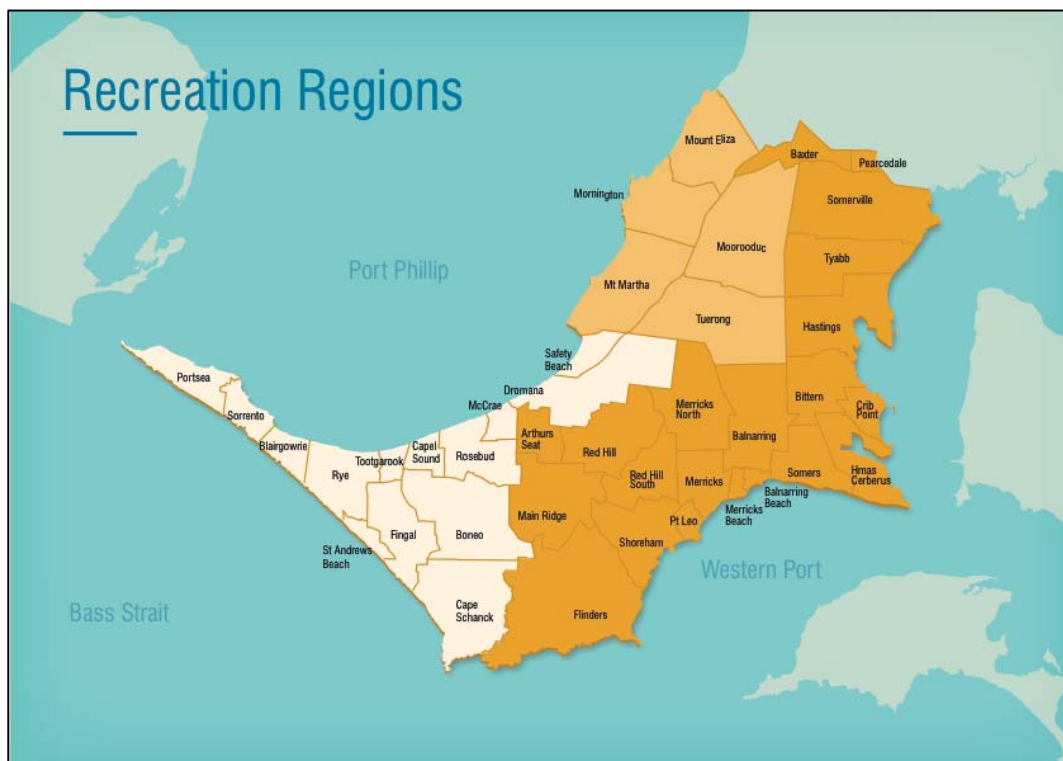 Recreation Regions
Mount Eliza
Baxter
Pearcedale
Mornington
Somerville
Moorooduc
Port Phillip
Tyabb
Mt Martha
Tuerong
Hastings
Safety
Beach
Portsea
Dromana
Merricks
North
Bittern
Crib
Point
McCrae
Sorrento
Arthurs
Seat
Balnarring
Blairgowrie
Capel
Sound
Rosebud
Red Hill
Tootgarook
Rye
Red Hill
South
Merricks
Somers
Hmas
Cerberus
Balnarring
Beach
Merricks
Beach
Main Ridge
Pt Leo
Fingal
Boneo
Shoreham
St Andrews
Beach
Western Port
Cape
Schanck
Flinders
Bass Strait